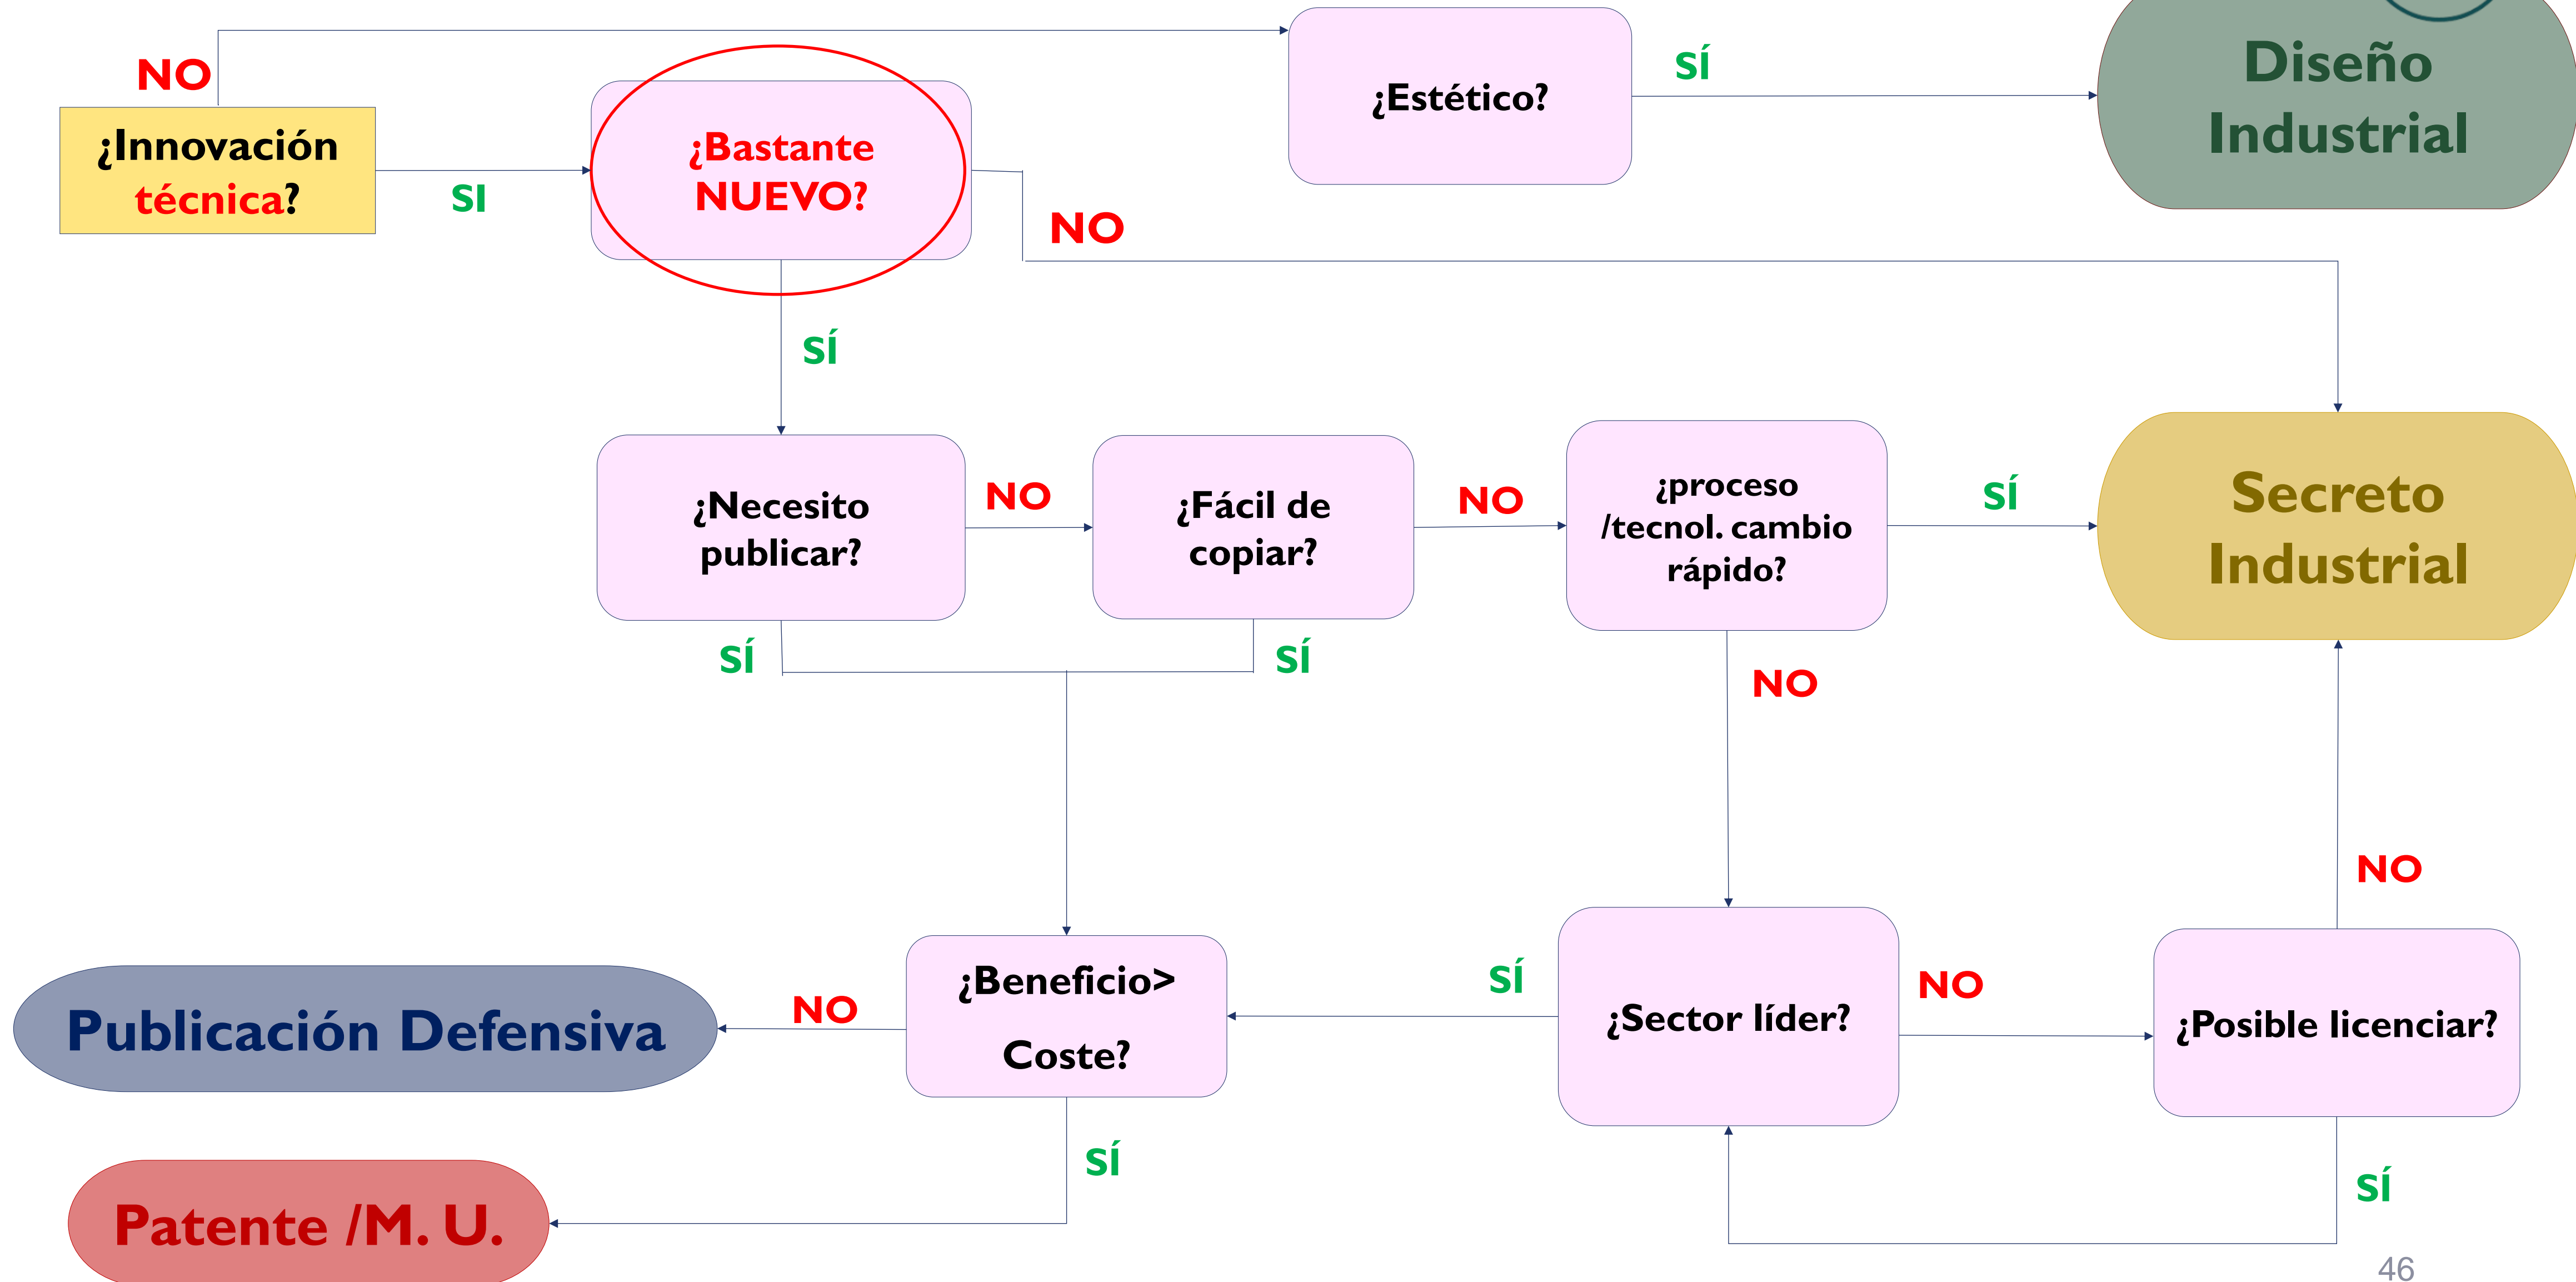 NO
¿Innovación
técnica?
SI
¿Bastante
NUEVO?
¿Estético?
SÍ
Diseño
Industrial
NO
SÍ
¿Necesito
publicar?
NO
¿Fácil de
copiar?
NO
¿proceso
/tecnol. cambio
rápido?
SÍ
Secreto
Industrial
SÍ
SÍ
NO
NO
Publicación Defensiva
NO
¿Beneficio>
Coste?
SÍ
¿Sector líder?
NO
¿Posible licenciar?
SÍ
SÍ
Patente /M. U.
46